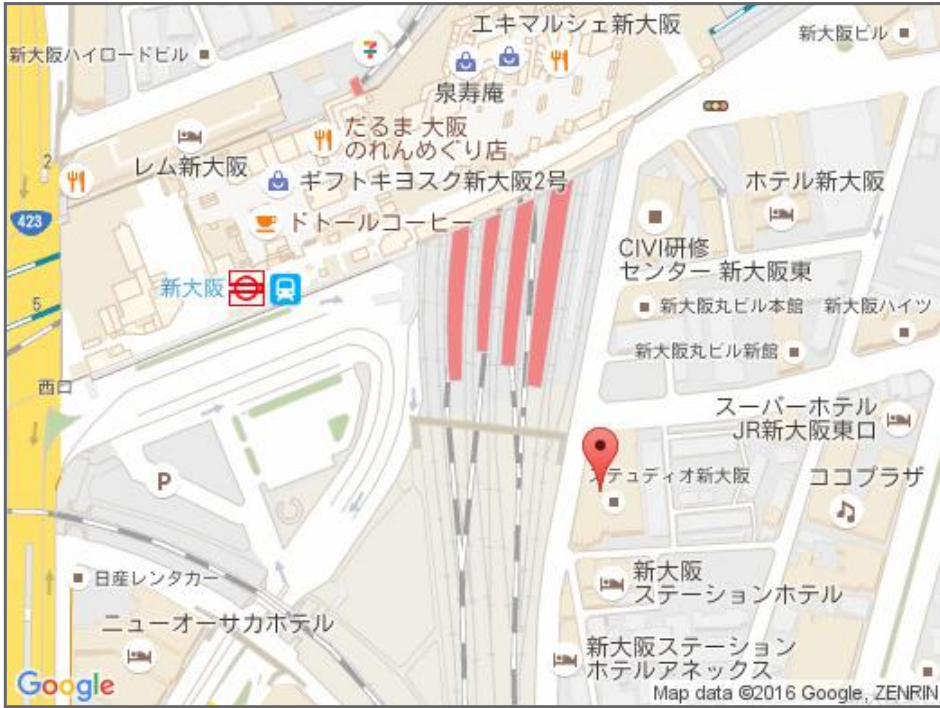 エキマルシェ新大阪
新大阪ビル
新大阪ハイロードビル
7
泉寿庵
だるま 大阪
のれんめぐり店
2
レム新大阪
ギフトキヨスク新大阪2号
ホテル新大阪
423
ドトールコーヒー
CIVI研修
センター 新大阪東
新大阪
5
新大阪丸ビル本館
新大阪ハイツ
新大阪丸ビル新館
西口
スーパーホテル
JR新大阪東口
P
テュディオ新大阪
ココプラザ
日産レンタカー
新大阪
ステーションホテル
ニューオーサカホテル
新大阪ステーション
ホテルアネックス
Google
Map data ©2016 Google, ZENRIN